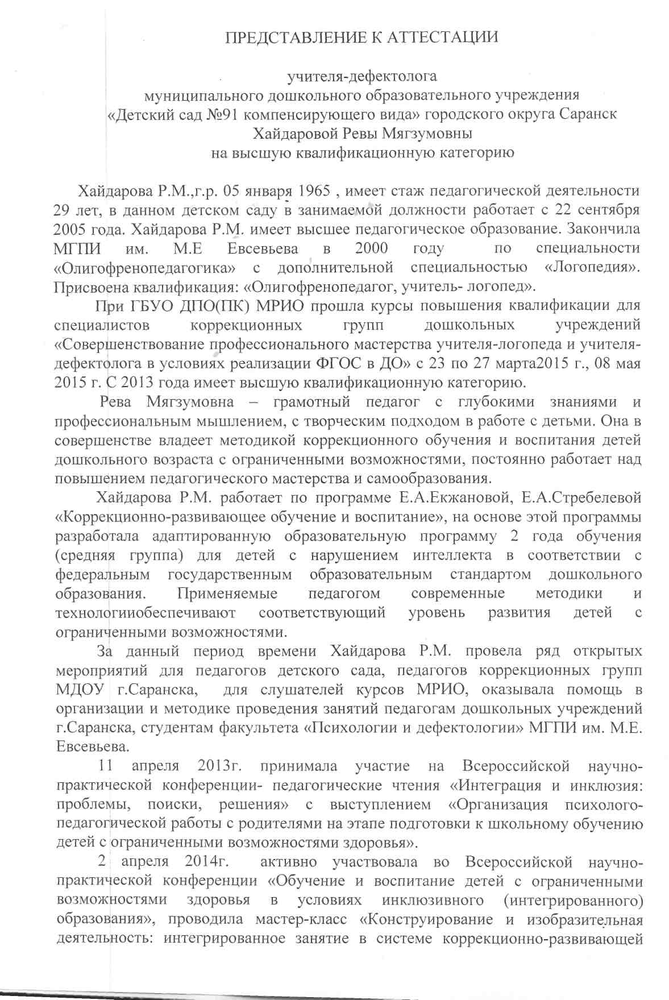 ПРЕДСТАВЛЕНИЕ К АТТЕСТАЦИИ
учителя-дефектолога
муниципального дошкольного образовательного учреждения
«Детский сад №91 компенсирующего вида» городского округа Саранск
Хайдаровой Ревы Мягзумовны
на высшую квалификационную категорию
Хайдарова Р.М.,г.р. 05 января 1965 , имеет стаж педагогической деятельности
29 лет, в данном детском саду в занимаемой должности работает с 22 сентября
2005 года. Хайдарова Р.М. имеет высшее педагогическое образование. Закончила
МГПИ им. М.Е Евсевьева в 2000 году по специальности
«Олигофренопедагогика» с дополнительной специальностью «Логопедия».
Присвоена квалификация: «Олигофренопедагог, учитель- логопед».
При ГБУО ДПО(ПК) МРИО прошла курсы повышения квалификации для
специалистов коррекционных групп дошкольных учреждений
«Совершенствование профессионального мастерства учителя-логопеда и учителя-
дефектолога в условиях реализации ФГОС в ДО» с 23 по 27 марта2015 г., 08 мая
2015 г. С 2013 года имеет высшую квалификационную категорию.
Рева Мягзумовна – грамотный педагог с глубокими знаниями и
профессиональным мышлением, с творческим подходом в работе с детьми. Она в
совершенстве владеет методикой коррекционного обучения и воспитания детей
дошкольного возраста с ограниченными возможностями, постоянно работает над
повышением педагогического мастерства и самообразования.
Хайдарова Р.М. работает по программе Е.А.Екжановой, Е.А.Стребелевой
«Коррекционно-развивающее обучение и воспитание», на основе этой программы
разработала адаптированную образовательную программу 2 года обучения
(средняя группа) для детей с нарушением интеллекта в соответствии с
федеральным государственным образовательным стандартом дошкольного
образования. Применяемые педагогом современные методики и
технологииобеспечивают соответствующий уровень развития детей с
ограниченными возможностями.
За данный период времени Хайдарова Р.М. провела ряд открытых
мероприятий для педагогов детского сада, педагогов коррекционных групп
МДОУ г.Саранска, для слушателей курсов МРИО, оказывала помощь в
организации и методике проведения занятий педагогам дошкольных учреждений
г.Саранска, студентам факультета «Психологии и дефектологии» МГПИ им. М.Е.
Евсевьева.
11 апреля 2013г. принимала участие на Всероссийской научно-
практической конференции- педагогические чтения «Интеграция и инклюзия:
проблемы, поиски, решения» с выступлением «Организация психолого-
педагогической работы с родителями на этапе подготовки к школьному обучению
детей с ограниченными возможностями здоровья».
2 апреля 2014г. активно участвовала во Всероссийской научно-
практической конференции «Обучение и воспитание детей с ограниченными
возможностями здоровья в условиях инклюзивного (интегрированного)
образования», проводила мастер-класс «Конструирование и изобразительная
деятельность: интегрированное занятие в системе коррекционно-развивающей